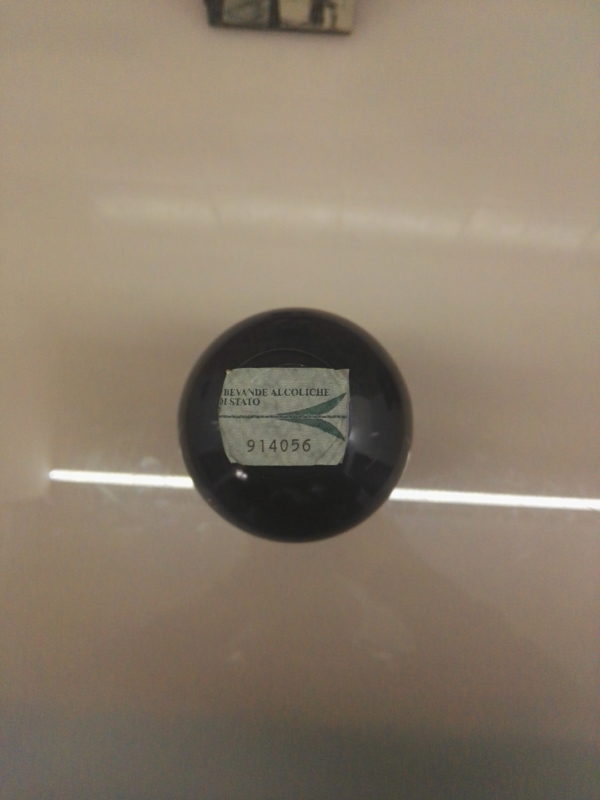 BEVANDE ALCOLICHE
DI STATO
914056